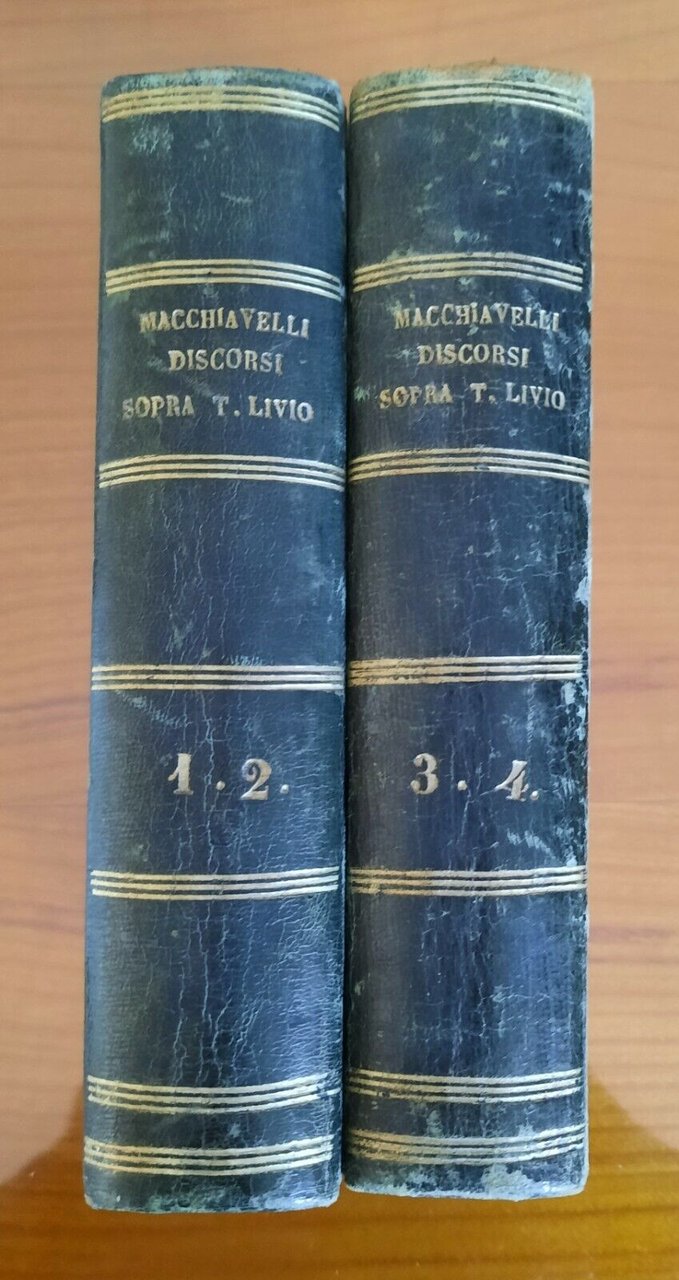 MACCHIAVELLI
DISCORSI
SOPRA T. LIVIO
1. 2.
MACCHIAVELLI
DISCORSI
SOPRA T. LIVIO
3. 4.